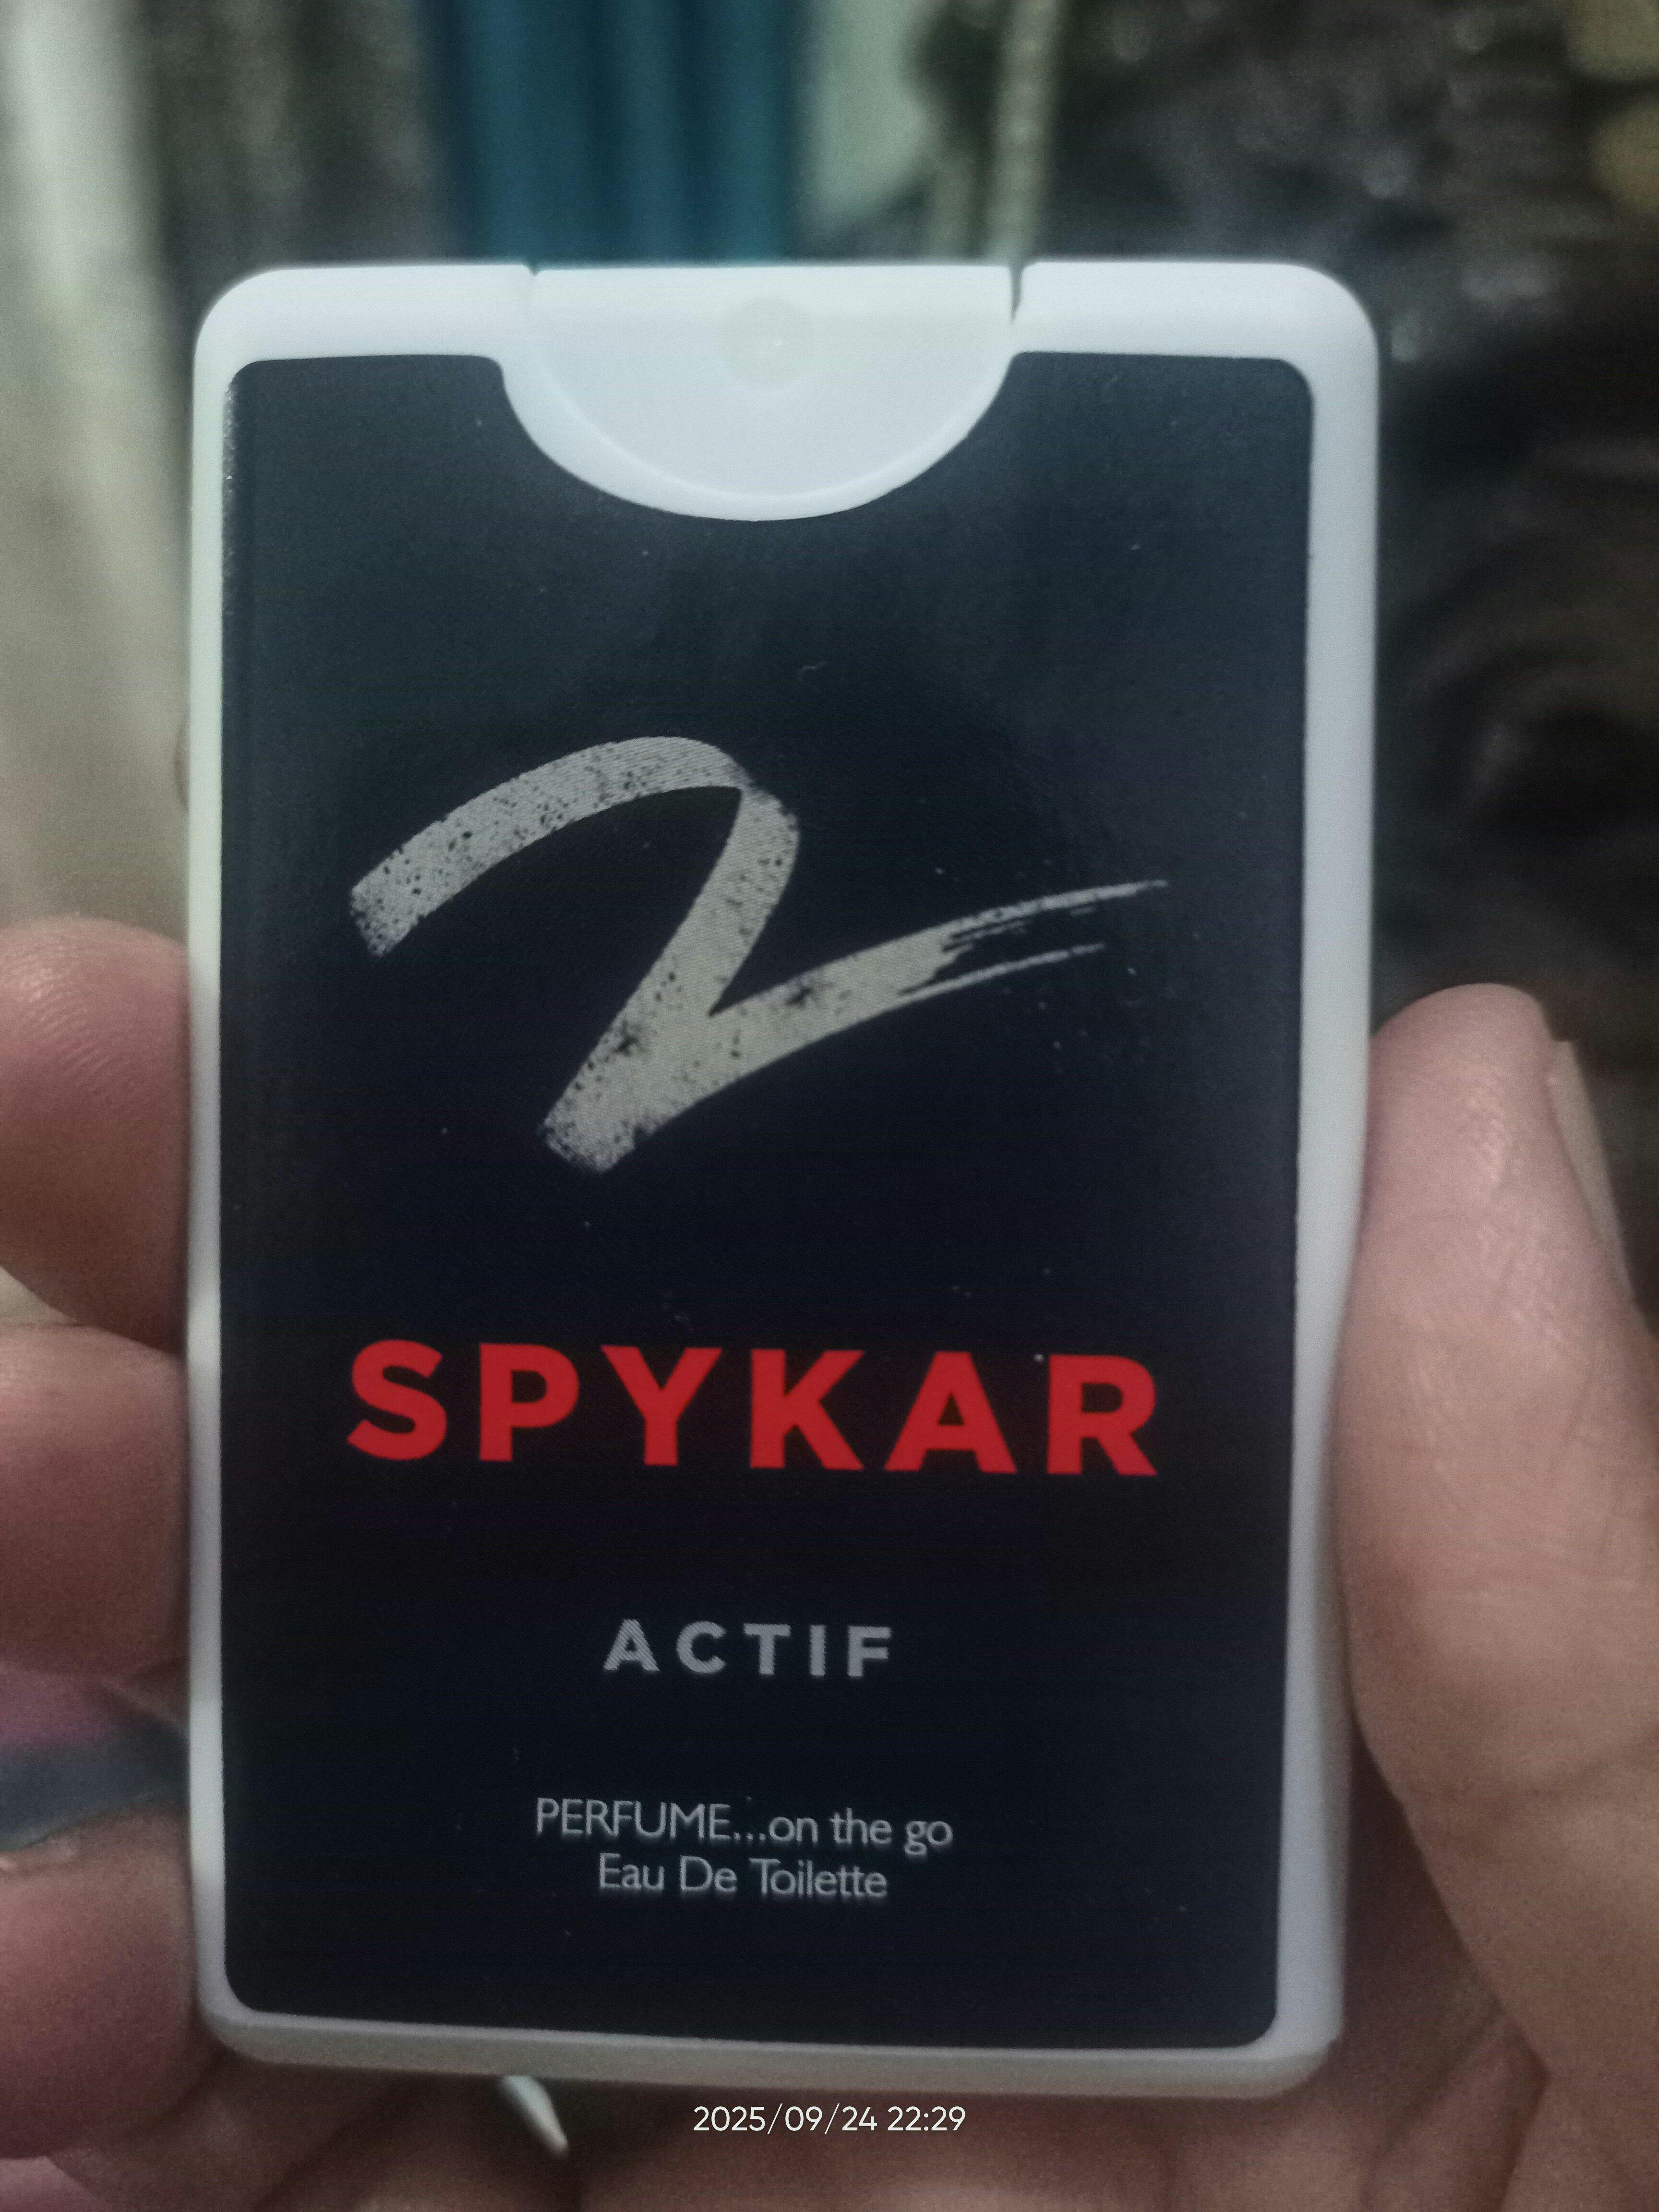 SPYKAR
ACTIF
PERFUME...on the go
Eau De Toilette
2025/09/24 22:29